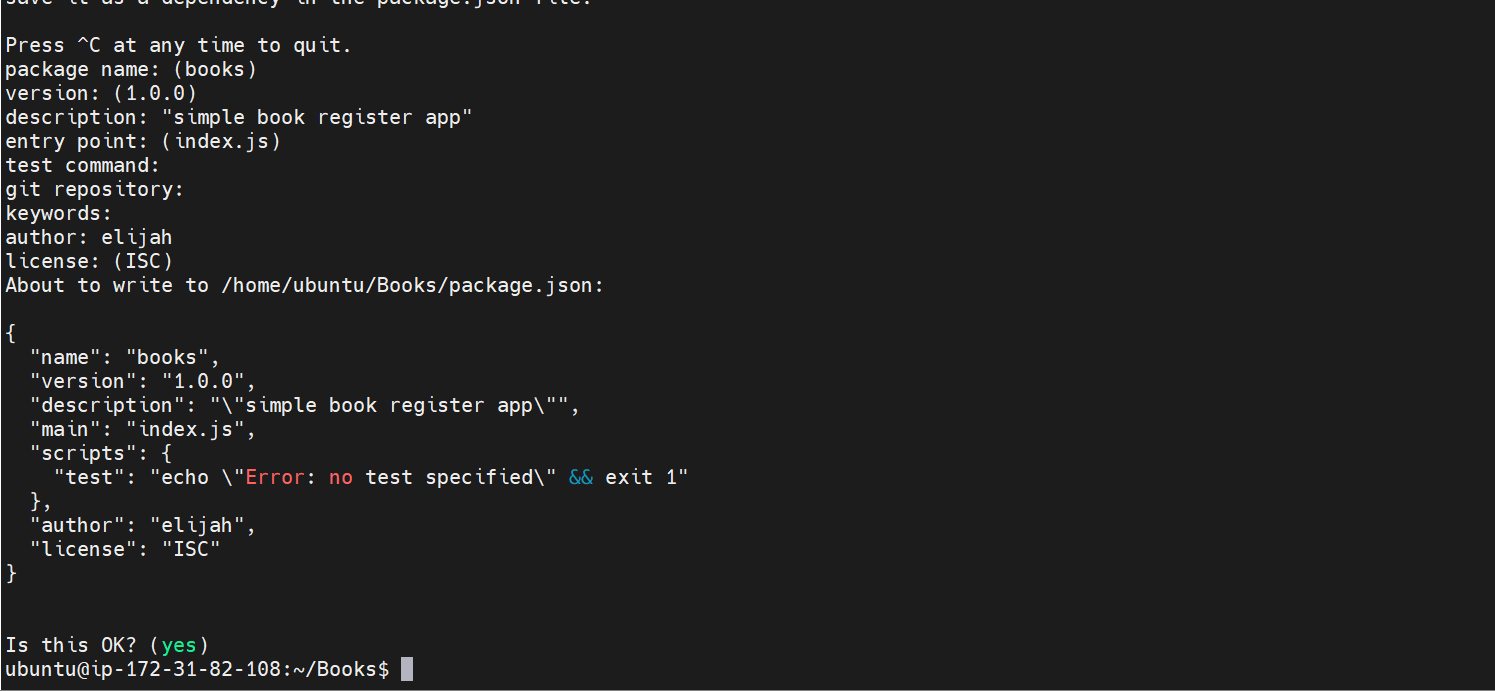 save it as a dependency in the package.json file.
Press ^C at any time to quit.
package name: (books)
version: (1.0.0)
description: "simple book register app"
entry point: (index.js)
test command:
git repository:
keywords:
author: elijah
license: (ISC)
About to write to /home/ubuntu/Books/package.json:
{
  "name": "books",
  "version": "1.0.0",
  "description": "\"simple book register app\"",
  "main": "index.js",
  "scripts": {
    "test": "echo \"Error: no test specified\" && exit 1"
  },
  "author": "elijah",
  "license": "ISC"
}
Is this OK? (yes)
ubuntu@ip-172-31-82-108:~/Books$